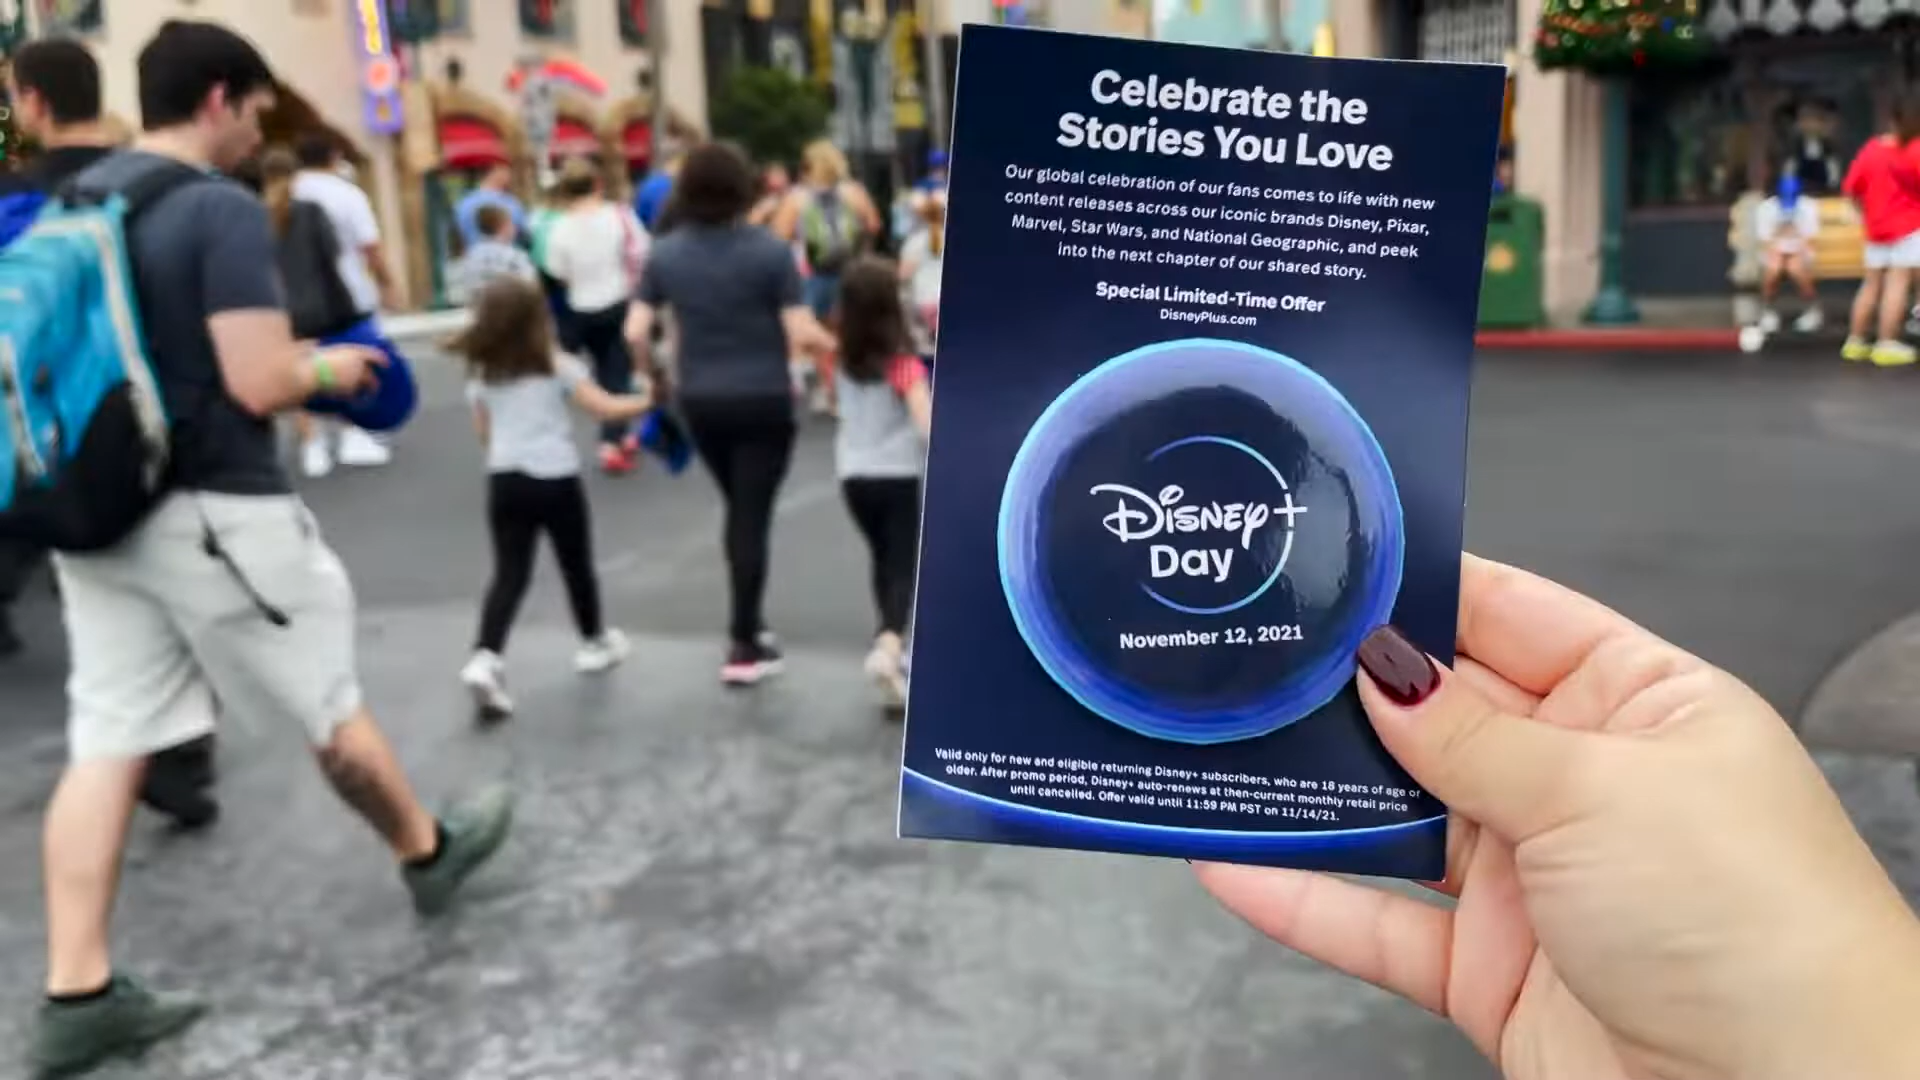 Celebrate the
Stories You Love
Our global celebration of our fans comes to life with new
content releases across our iconic brands Disney, Pixar,
Marvel, Star Wars, and National Geographic, and peek
into the next chapter of our shared story.
Special Limited-Time Offer
DisneyPlus.com
Disney+
Day
November 12, 2021
Valid only for new and eligible returning Disney+ subscribers, who are 18 years of age or
older. After promo period, Disney+ auto-renews at then-current monthly retail price
until cancelled. Offer valid until 11:59 PM PST on 11/14/21.